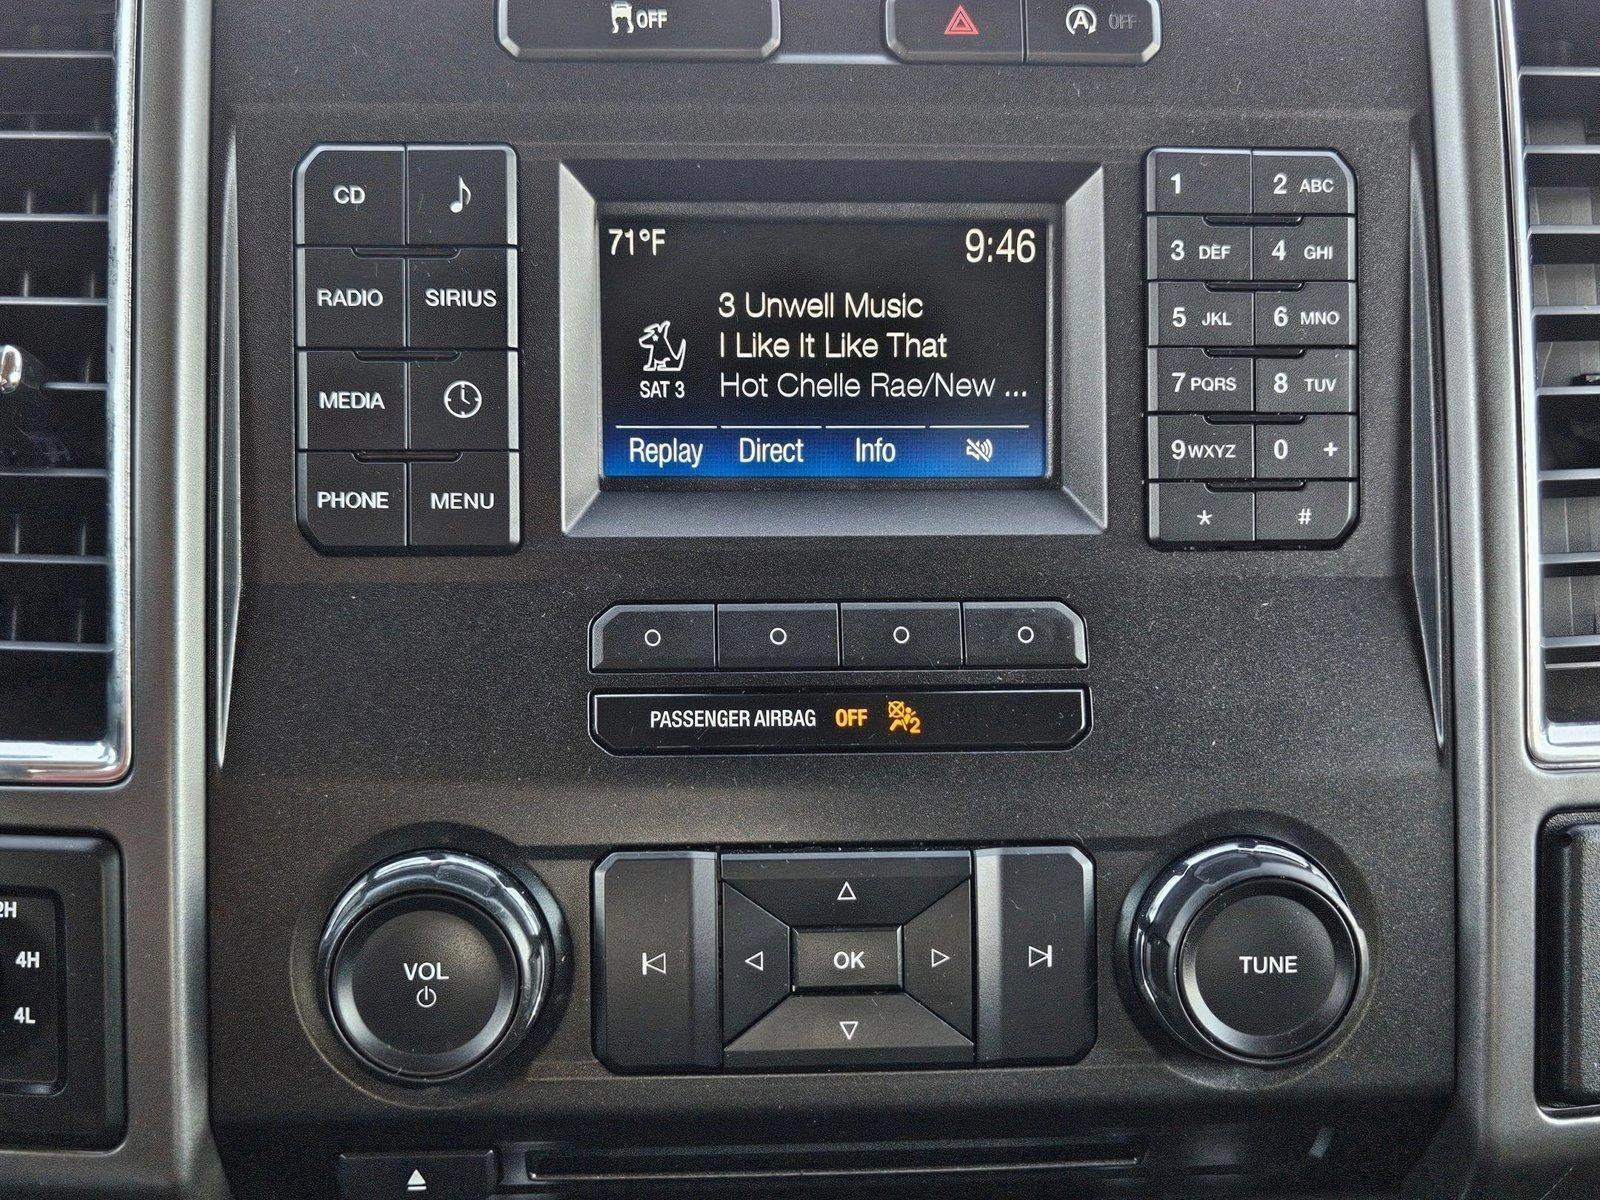 OFF
A OFF
CD
RADIO SIRIUS
MEDIA
PHONE MENU
71°F 9:46
3 Unwell Music
I Like It Like That
SAT 3 Hot Chelle Rae/New ...
Replay Direct Info
1 2 ABC
3 DEF 4 GHI
5 JKL 6 MNO
7 PQRS 8 TUV
9 WXYZ 0 +
* #
PASSENGER AIRBAG OFF 2
2H
4H
4L
VOL
OK
TUNE